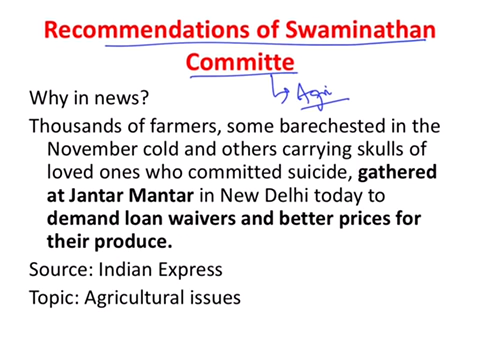 Recommendations of Swaminathan
Committe
Agri
Why in news?
Thousands of farmers, some barechested in the
November cold and others carrying skulls of
loved ones who committed suicide, gathered
at Jantar Mantar in New Delhi today to
demand loan waivers and better prices for
their produce.
Source: Indian Express
Topic: Agricultural issues